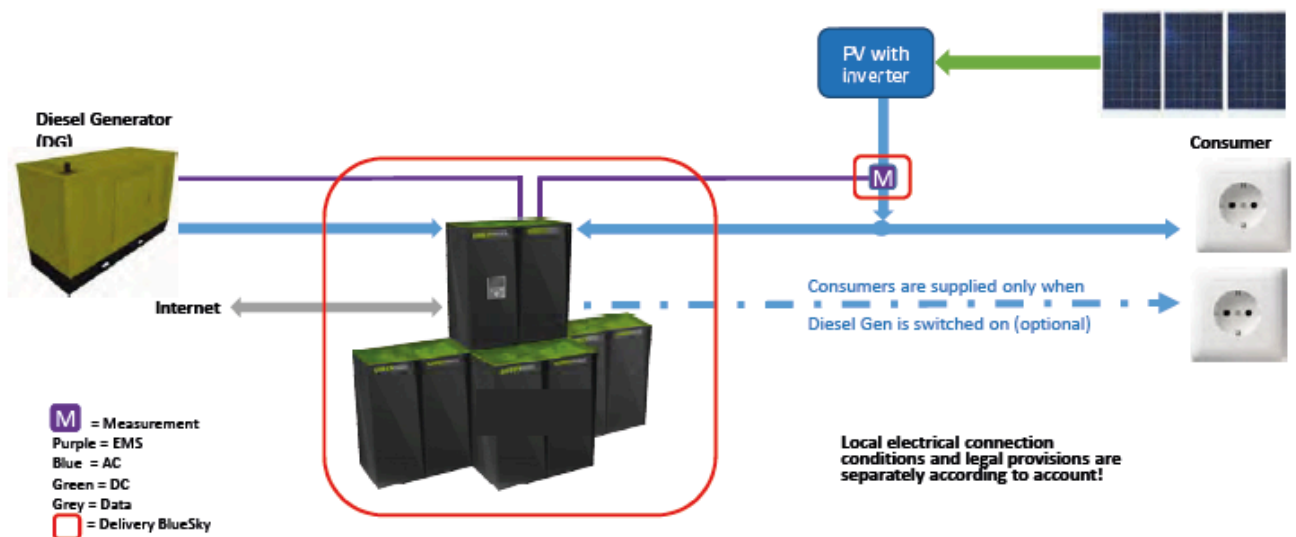 PV with
inverter
Diesel Generator
(DG)
Consumer
M
Consumers are supplied only when
Diesel Gen is switched on (optional)
Internet
M = Measurement
Purple = EMS
Blue = AC
Green = DC
Grey = Data
= Delivery BlueSky
Local electrical connection
conditions and legal provisions are
separately according to account!